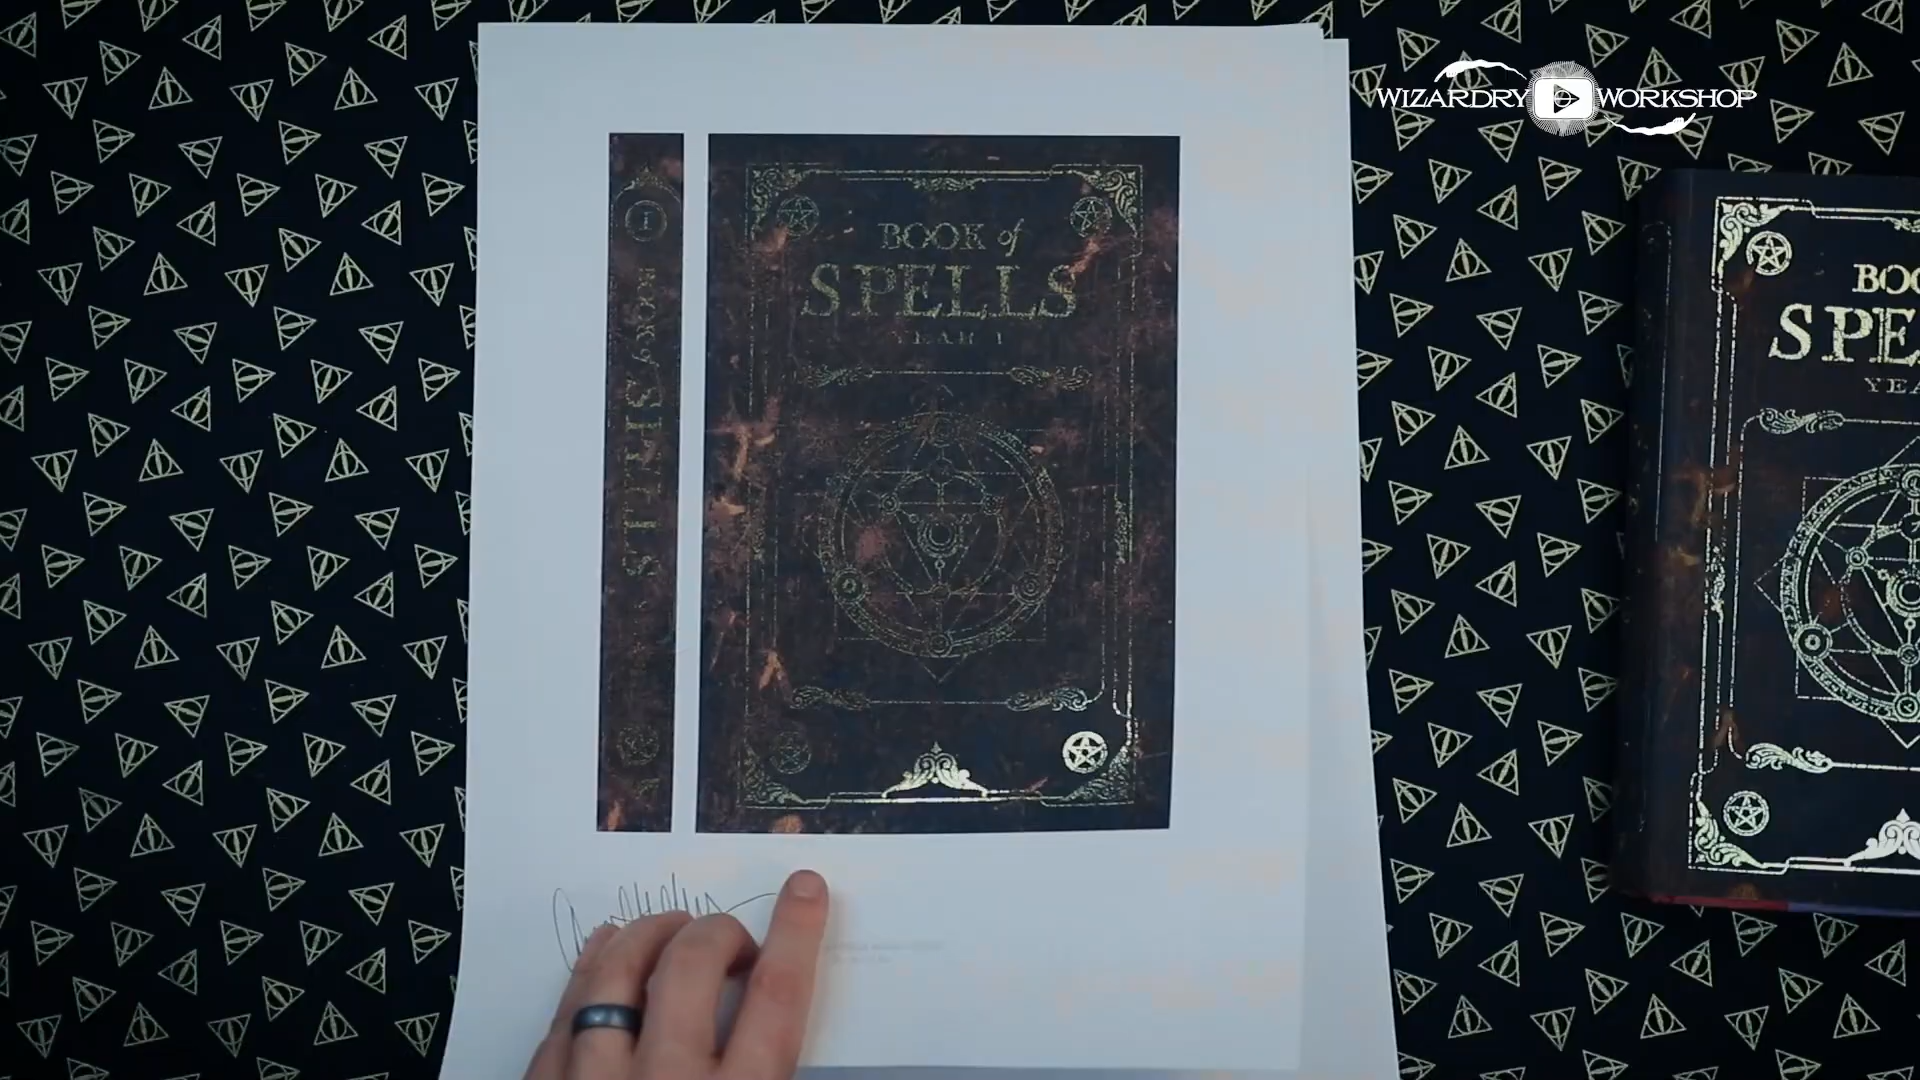 WIZARDRY WORKSHOP
I
BOOK of SPELLS
BOOK of
SPELLS
YEAR 1
BOO
SPE
YEA